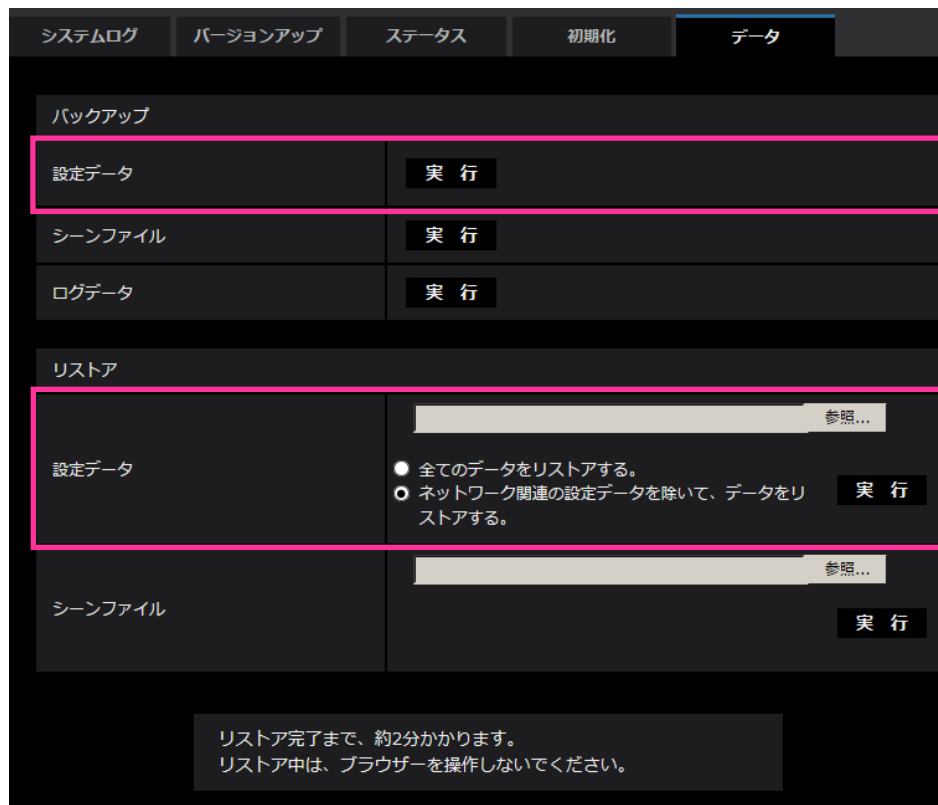 システムログ バージョンアップ ステータス 初期化 データ
バックアップ
設定データ 実 行
シーンファイル 実 行
ログデータ 実 行
リストア
参照...
設定データ
全てのデータをリストアする。
ネットワーク関連の設定データを除いて、データをリ
ストアする。
実 行
参照...
シーンファイル
実 行
リストア完了まで、約2分かかります。
リストア中は、ブラウザーを操作しないでください。